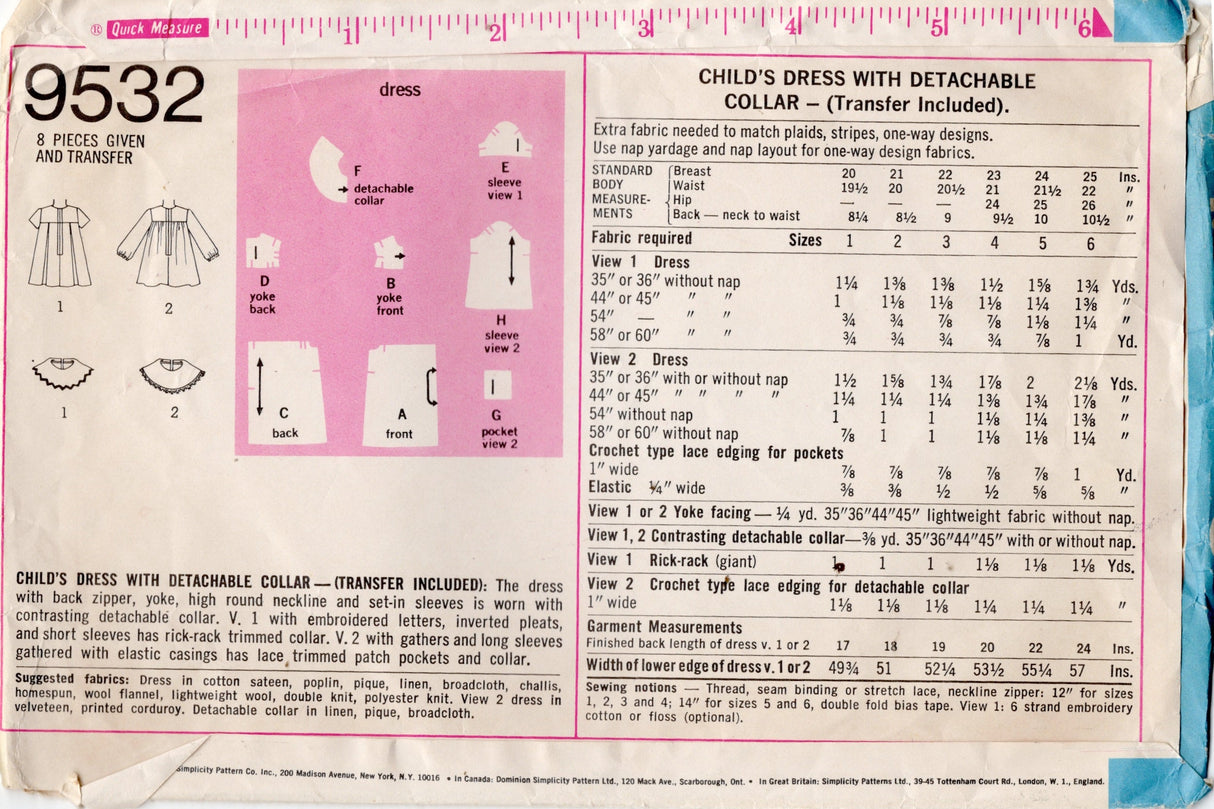 ® Quick Measure 1 2 3 4 5 6
9532
8 PIECES GIVEN
AND TRANSFER
1 2
1 2
dress
F
detachable
collar
E
sleeve
view 1
D
yoke
back
B
yoke
front
H
sleeve
view 2
C
back
A
front
G
pocket
view 2
CHILD'S DRESS WITH DETACHABLE COLLAR — (TRANSFER INCLUDED): The dress
with back zipper, yoke, high round neckline and set-in sleeves is worn with
contrasting detachable collar. V. 1 with embroidered letters, inverted pleats,
and short sleeves has rick-rack trimmed collar. V. 2 with gathers and long sleeves
gathered with elastic casings has lace trimmed patch pockets and collar.
Suggested fabrics: Dress in cotton sateen, poplin, pique, linen, broadcloth, challis,
homespun, wool flannel, lightweight wool, double knit, polyester knit. View 2 dress in
velveteen, printed corduroy. Detachable collar in linen, pique, broadcloth.
CHILD'S DRESS WITH DETACHABLE
COLLAR — (Transfer Included).
Extra fabric needed to match plaids, stripes, one-way designs.
Use nap yardage and nap layout for one-way design fabrics.
STANDARD Breast 20 21 22 23 24 25 Ins.
BODY Waist 19½ 20 20½ 21 21½ 22 "
MEASURE- Hip — — — 24 25 26 "
MENTS Back — neck to waist 8¼ 8½ 9 9½ 10 10½ "
Fabric required Sizes 1 2 3 4 5 6
View 1 Dress
35" or 36" without nap 1¼ 1⅜ 1⅜ 1½ 1⅝ 1¾ Yds.
44" or 45" " " 1 1⅛ 1⅛ 1⅛ 1¼ 1⅜ "
54" — " " ¾ ¾ ⅞ ⅞ 1⅛ 1¼ "
58" or 60" " " ¾ ¾ ¾ ¾ ⅞ 1 Yd.
View 2 Dress
35" or 36" with or without nap 1½ 1⅝ 1¾ 1⅞ 2 2⅛ Yds.
44" or 45" " " " " 1¼ 1¼ 1¼ 1⅜ 1¾ 1⅞ "
54" without nap 1 1 1 1⅛ 1¼ 1⅜ "
58" or 60" without nap ⅞ 1 1 1⅛ 1⅛ 1¼ "
Crochet type lace edging for pockets
1" wide ⅞ ⅞ ⅞ ⅞ ⅞ 1 Yd.
Elastic ¼" wide ⅜ ⅜ ½ ½ ⅝ ⅝ "
View 1 or 2 Yoke facing — ¼ yd. 35"36"44"45" lightweight fabric without nap.
View 1, 2 Contrasting detachable collar—⅜ yd. 35"36"44"45" with or without nap.
View 1 Rick-rack (giant) 1 1 1 1⅛ 1⅛ 1⅛ Yds.
View 2 Crochet type lace edging for detachable collar
1" wide 1⅛ 1⅛ 1⅛ 1¼ 1¼ 1¼ "
Garment Measurements
Finished back length of dress v. 1 or 2 17 18 19 20 22 24 Ins.
Width of lower edge of dress v. 1 or 2 49¾ 51 52¼ 53½ 55¼ 57 Ins.
Sewing notions — Thread, seam binding or stretch lace, neckline zipper: 12" for sizes
1, 2, 3 and 4; 14" for sizes 5 and 6, double fold bias tape. View 1: 6 strand embroidery
cotton or floss (optional).
Simplicity Pattern Co. Inc., 200 Madison Avenue, New York, N.Y. 10016 • In Canada: Dominion Simplicity Pattern Ltd., 120 Mack Ave., Scarborough, Ont. • In Great Britain: Simplicity Patterns Ltd., 39-45 Tottenham Court Rd., London, W. 1., England.